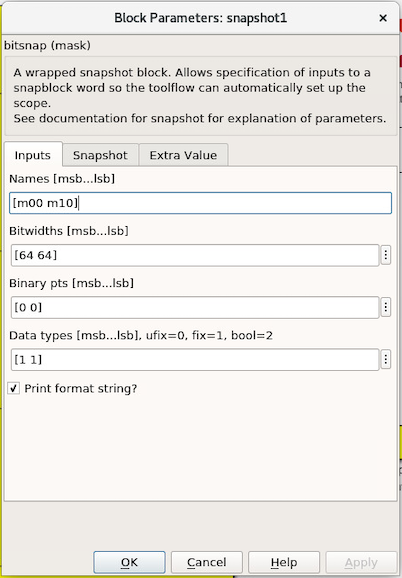 Block Parameters: snapshot1
×
bitsnap (mask)
A wrapped snapshot block. Allows specification of inputs to a
snapblock word so the toolflow can automatically set up the
scope.
See documentation for snapshot for explanation of parameters.
Inputs Snapshot Extra Value
Names [msb...lsb]
[m00 m10]
Bitwidths [msb...lsb]
[64 64]
Binary pts [msb...lsb]
[0 0]
Data types [msb...lsb], ufix=0, fix=1, bool=2
[1 1]
Print format string?
OK Cancel Help Apply